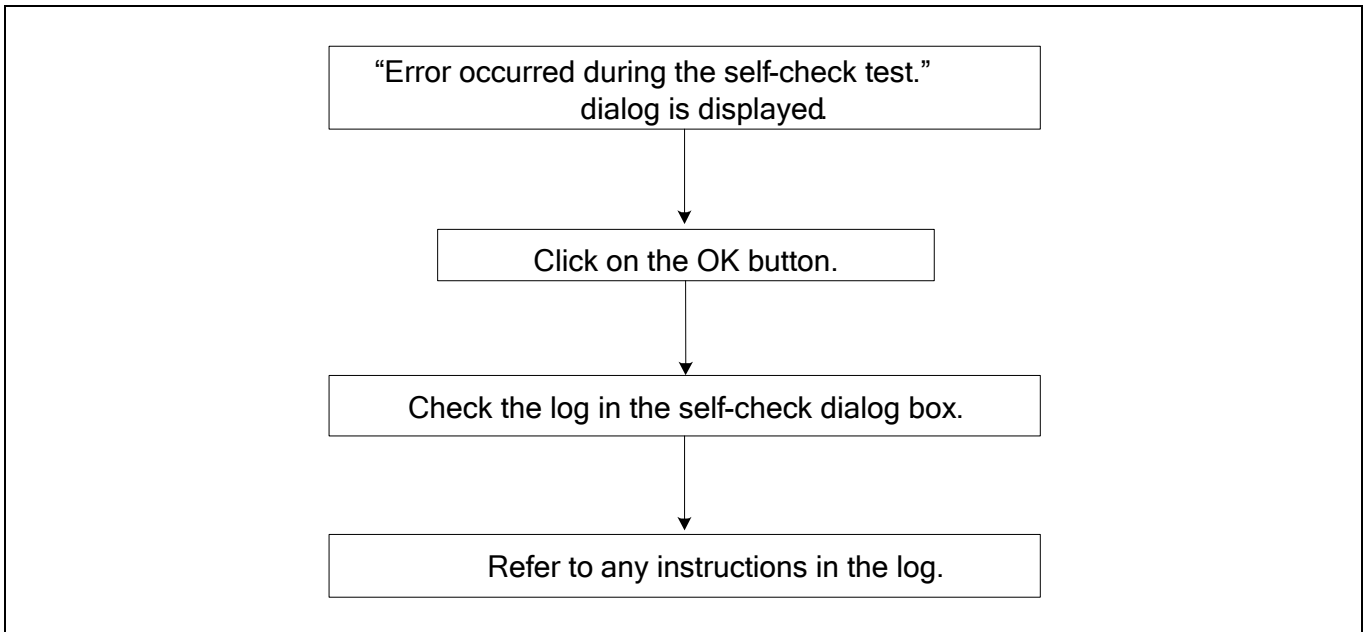 “Error occurred during the self-check test.”
dialog is displayed.
Click on the OK button.
Check the log in the self-check dialog box.
Refer to any instructions in the log.